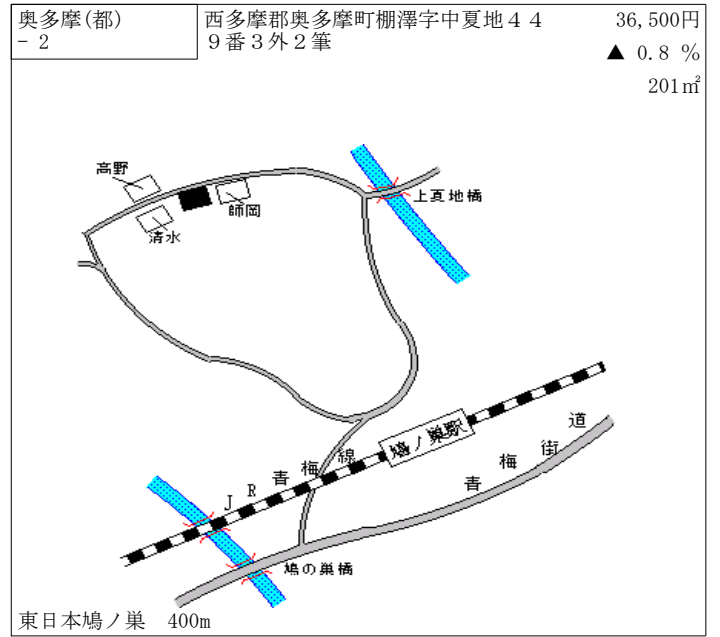 奥多摩(都)
－２
西多摩郡奥多摩町棚澤字中夏地４４
９番３外２筆
36,500円
▲ 0.8 %
201㎡
高野
師岡
清水
上夏地橋
鳩ノ巣駅
ＪＲ青梅線
青梅街道
鳩の巣橋
東日本鳩ノ巣　400m